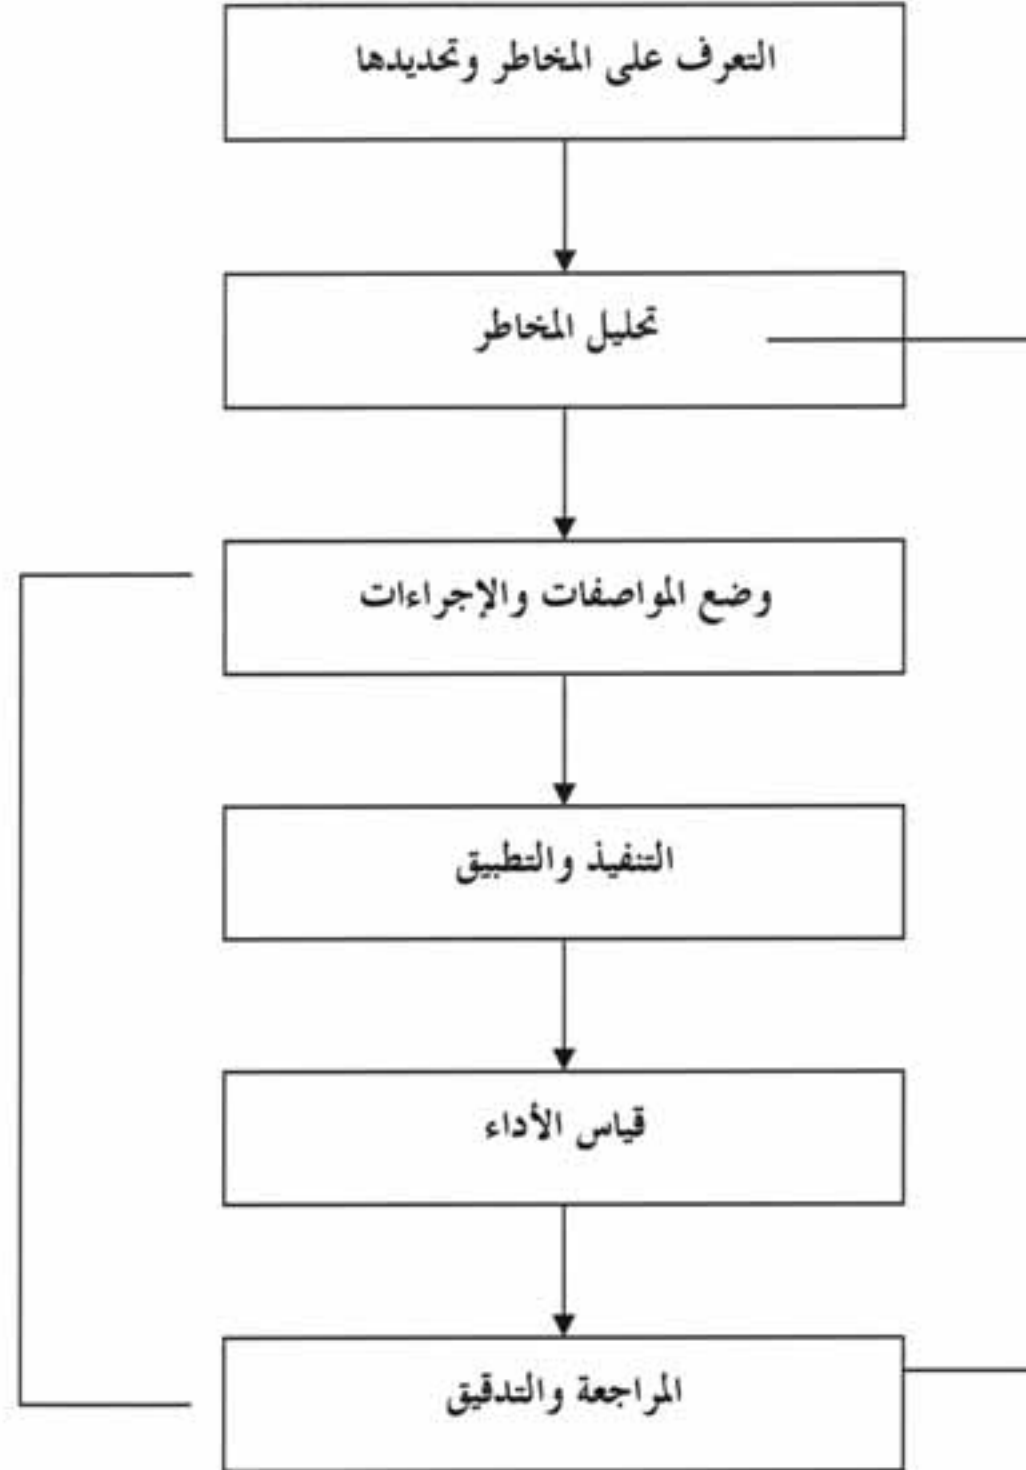 التعرف على المخاطر وتحديدها
تحليل المخاطر
وضع المواصفات والإجراءات
التنفيذ والتطبيق
قياس الأداء
المراجعة والتدقيق